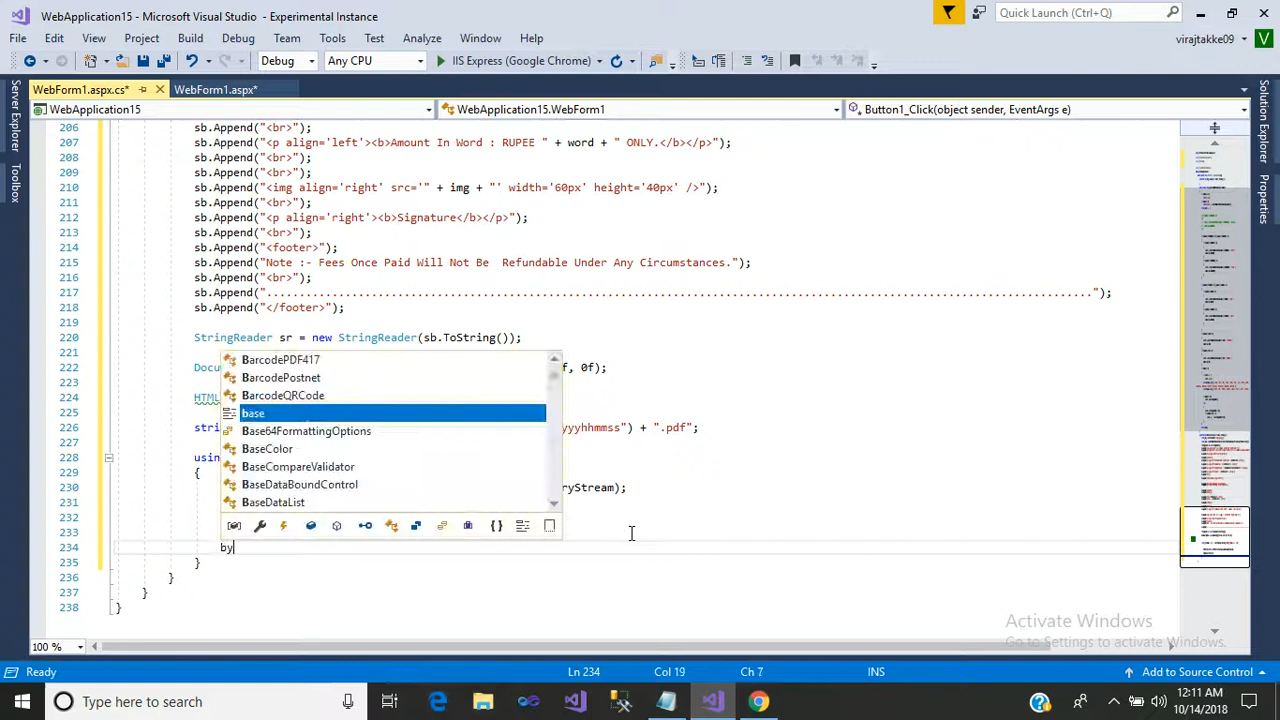 WebApplication15 - Microsoft Visual Studio - Experimental Instance
Quick Launch (Ctrl+Q)
File Edit View Project Build Debug Team Tools Test Analyze Window Help
virajtakke09 V
Debug Any CPU IIS Express (Google Chrome)
WebForm1.aspx.cs* WebForm1.aspx*
WebApplication15 WebApplication15.WebForm1 Button1_Click(object sender, EventArgs e)
Server Explorer
Toolbox
Solution Explorer
Properties
206 sb.Append("<br>");
207 sb.Append("<p align='left'><b>Amount In Word : RUPEE " + word + " ONLY.</b></p>");
208 sb.Append("<br>");
209 sb.Append("<br>");
210 sb.Append("<img align='right' src='" + img + "' width='60px' height='40px' />");
211 sb.Append("<br>");
212 sb.Append("<p align='right'><b>Signature</b></p>");
213 sb.Append("<br>");
214 sb.Append("<footer>");
215 sb.Append("Note :- Fees Once Paid Will Not Be  Refundable Under Any Circumstances.");
216 sb.Append("<br>");
217 sb.Append("..............................................................................................................................");
218 sb.Append("</footer>");
219
220 StringReader sr = new StringReader(sb.ToString());
221
222 Docu f, 0f);
223
224 HTML
225
226 stri yyyhhmmss") + ".pdf";
227
228 usin
229 {
230 ryStream);
231
232
233
234 by
235 }
236 }
237 }
238 }
BarcodePDF417
BarcodePostnet
BarcodeQRCode
base
Base64FormattingOptions
BaseColor
BaseCompareValidator
BaseDataBoundControl
BaseDataList
Activate Windows
Go to Settings to activate Windows.
100 %
Ready Ln 234 Col 19 Ch 7 INS Add to Source Control
Type here to search
12:11 AM
10/14/2018